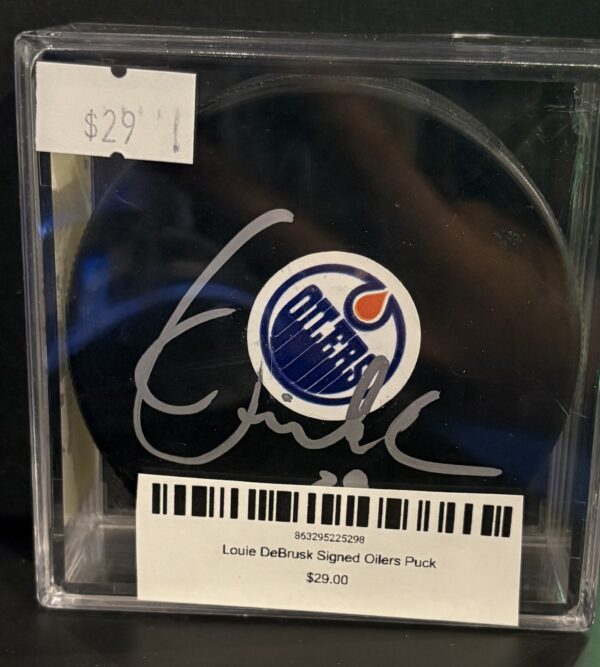 $29
OILERS
863295225298
Louie DeBrusk Signed Oilers Puck
$29.00